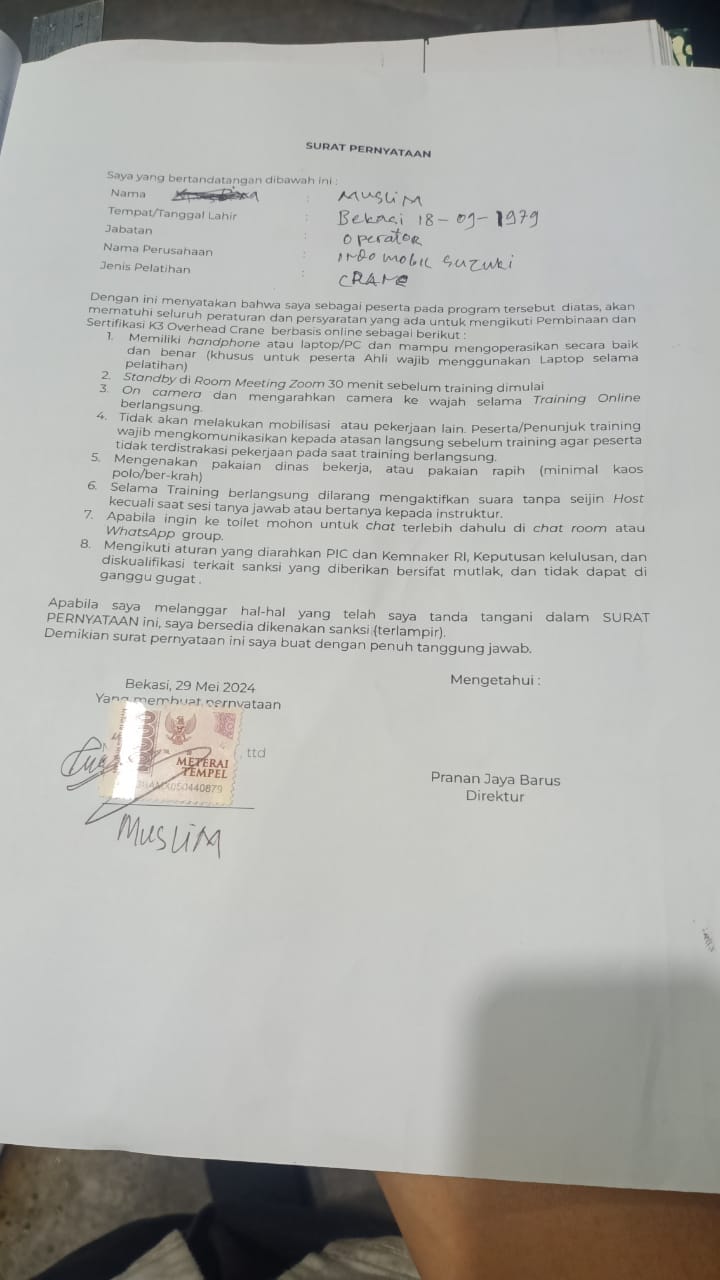 SURAT PERNYATAAN
Saya yang bertandatangan dibawah ini :
Nama : MUSLIM
Tempat/Tanggal Lahir : Bekasi 18-09-1979
Jabatan : Operator
Nama Perusahaan : INDO MOBIL SUZUKI
Jenis Pelatihan : CRANE
Dengan ini menyatakan bahwa saya sebagai peserta pada program tersebut diatas, akan
mematuhi seluruh peraturan dan persyaratan yang ada untuk mengikuti Pembinaan dan
Sertifikasi K3 Overhead Crane berbasis online sebagai berikut :
1. Memiliki handphone atau laptop/PC dan mampu mengoperasikan secara baik
dan benar (khusus untuk peserta Ahli wajib menggunakan Laptop selama
pelatihan)
2. Standby di Room Meeting Zoom 30 menit sebelum training dimulai
3. On camera dan mengarahkan camera ke wajah selama Training Online
berlangsung.
4. Tidak akan melakukan mobilisasi atau pekerjaan lain. Peserta/Penunjuk training
wajib mengkomunikasikan kepada atasan langsung sebelum training agar peserta
tidak terdistrakasi pekerjaan pada saat training berlangsung.
5. Mengenakan pakaian dinas bekerja, atau pakaian rapih (minimal kaos
polo/ber-krah)
6. Selama Training berlangsung dilarang mengaktifkan suara tanpa seijin Host
kecuali saat sesi tanya jawab atau bertanya kepada instruktur.
7. Apabila ingin ke toilet mohon untuk chat terlebih dahulu di chat room atau
WhatsApp group.
8. Mengikuti aturan yang diarahkan PIC dan Kemnaker RI, Keputusan kelulusan, dan
diskualifikasi terkait sanksi yang diberikan bersifat mutlak, dan tidak dapat di
ganggu gugat .
Apabila saya melanggar hal-hal yang telah saya tanda tangani dalam SURAT
PERNYATAAN ini, saya bersedia dikenakan sanksi (terlampir).
Demikian surat pernyataan ini saya buat dengan penuh tanggung jawab.
Bekasi, 29 Mei 2024
Yang membuat pernyataan
Mengetahui :
, ttd
METERAI
TEMPEL
050440879
MUSLIM
Pranan Jaya Barus
Direktur